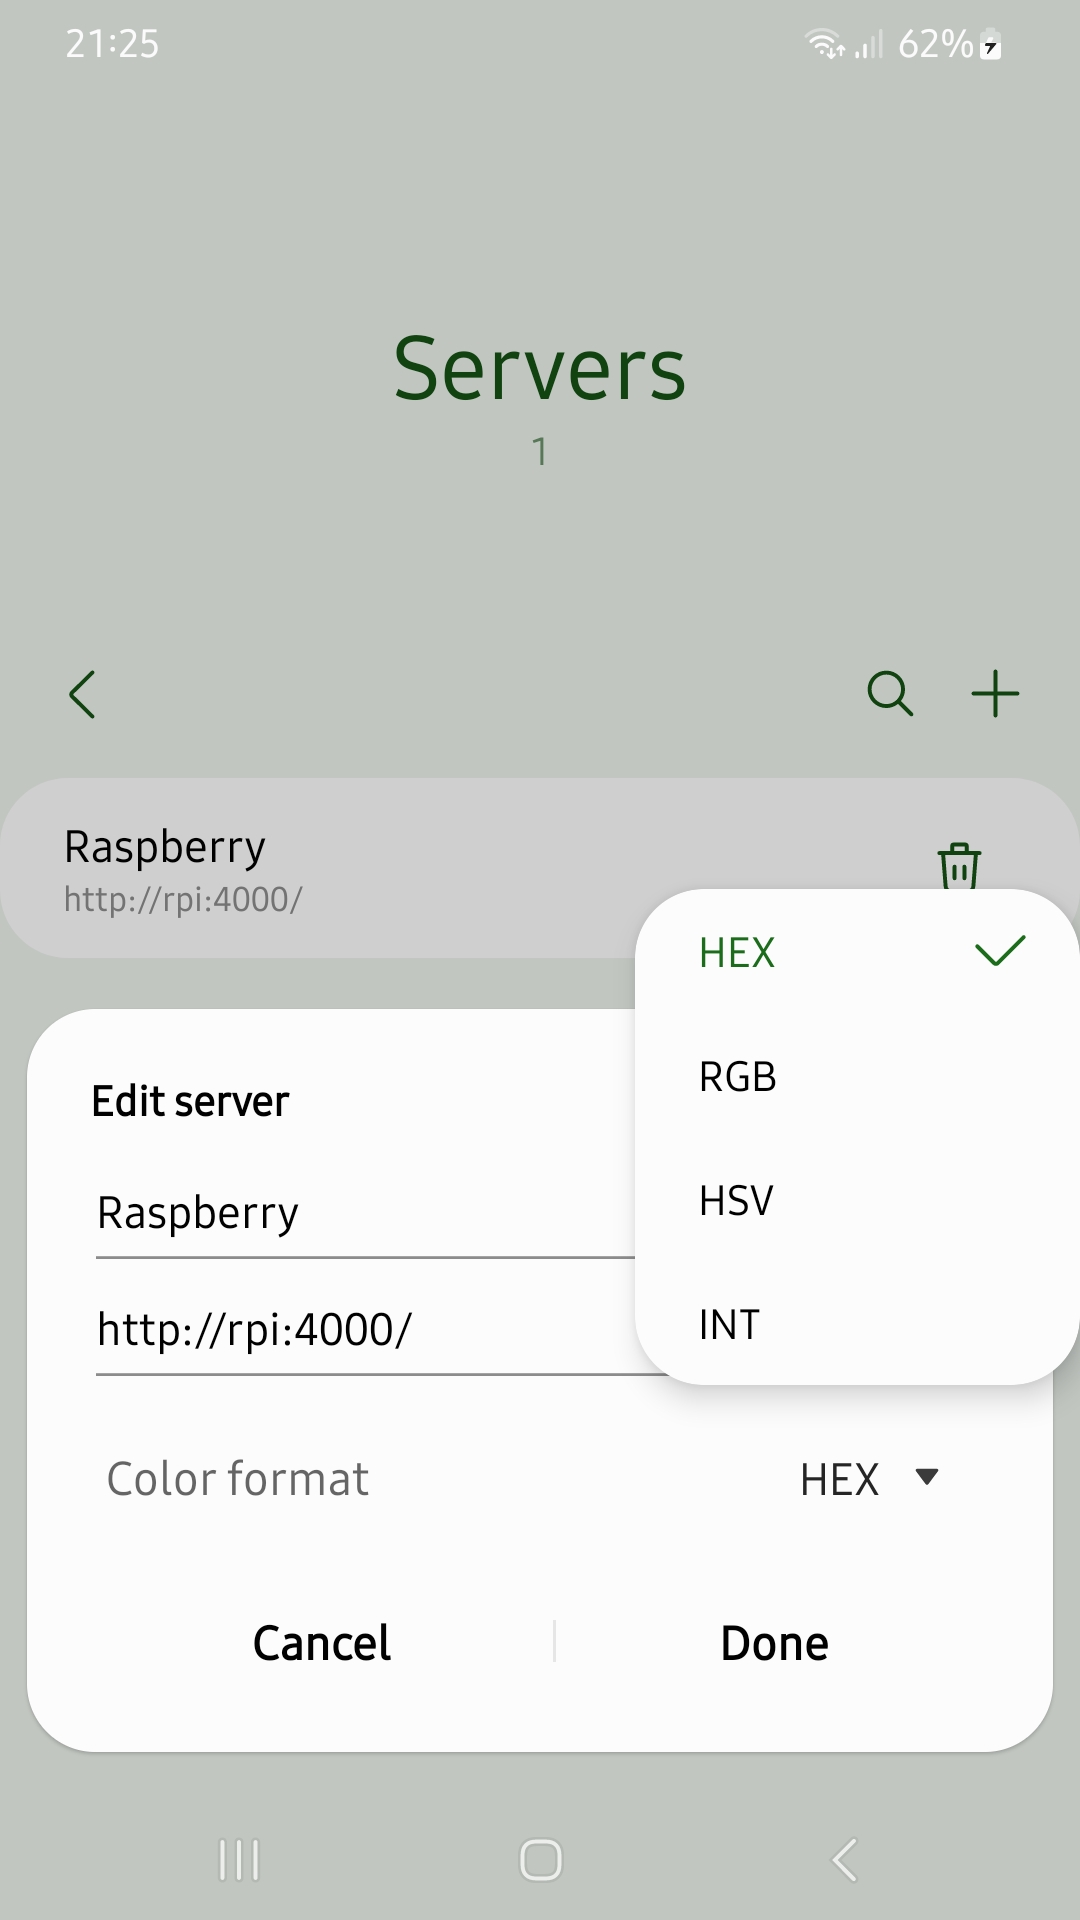 21:25
62%
Servers
1
Raspberry
http://rpi:4000/
HEX
RGB
HSV
INT
Edit server
Raspberry
http://rpi:4000/
Color format HEX
Cancel Done